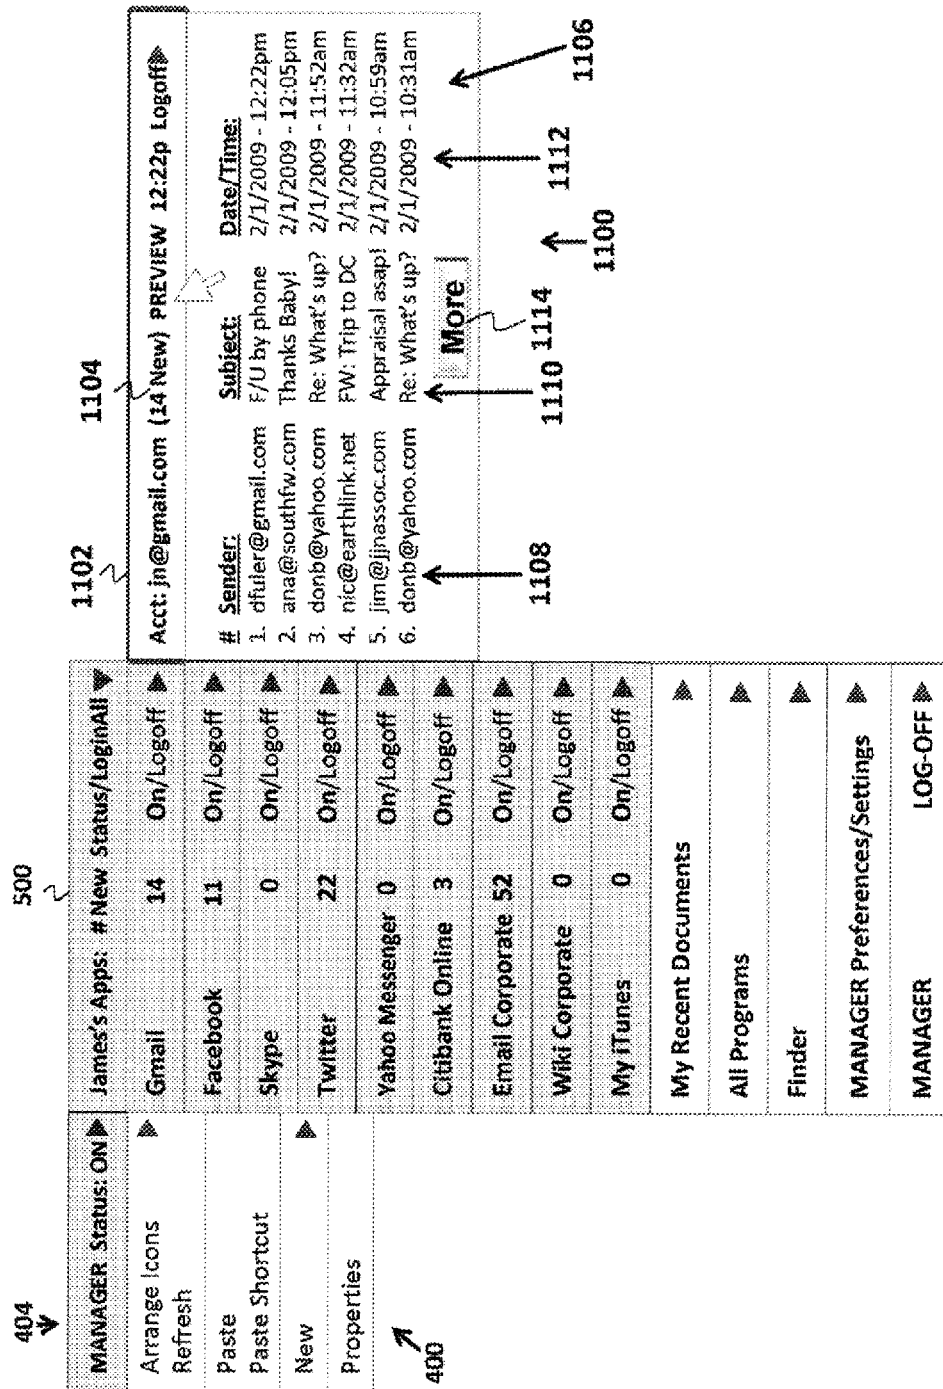 404
500
1102
1104
MANAGER Status: ON
Arrange Icons
Refresh
Paste
Paste Shortcut
New
Properties
400
James's Apps: #New Status/LoginAll
Gmail 14 On/Logoff
Facebook 11 On/Logoff
Skype 0 On/Logoff
Twitter 22 On/Logoff
Yahoo Messenger 0 On/Logoff
Citibank Online 3 On/Logoff
Email Corporate 52 On/Logoff
Wiki Corporate 0 On/Logoff
My iTunes 0 On/Logoff
My Recent Documents
All Programs
Finder
MANAGER Preferences/Settings
MANAGER LOG-OFF
Acct: jn@gmail.com (14 New) PREVIEW 12:22p Logoff
# Sender: Subject: Date/Time:
1. dfuler@gmail.com F/U by phone 2/1/2009 - 12:22pm
2. ana@southfw.com Thanks Baby! 2/1/2009 - 12:05pm
3. donb@yahoo.com Re: What's up? 2/1/2009 - 11:52am
4. nic@earthlink.net FW: Trip to DC 2/1/2009 - 11:32am
5. jim@jjnassoc.com Appraisal asap! 2/1/2009 - 10:59am
6. donb@yahoo.com Re: What's up? 2/1/2009 - 10:31am
More
1108
1110
1114
1112
1106
1100